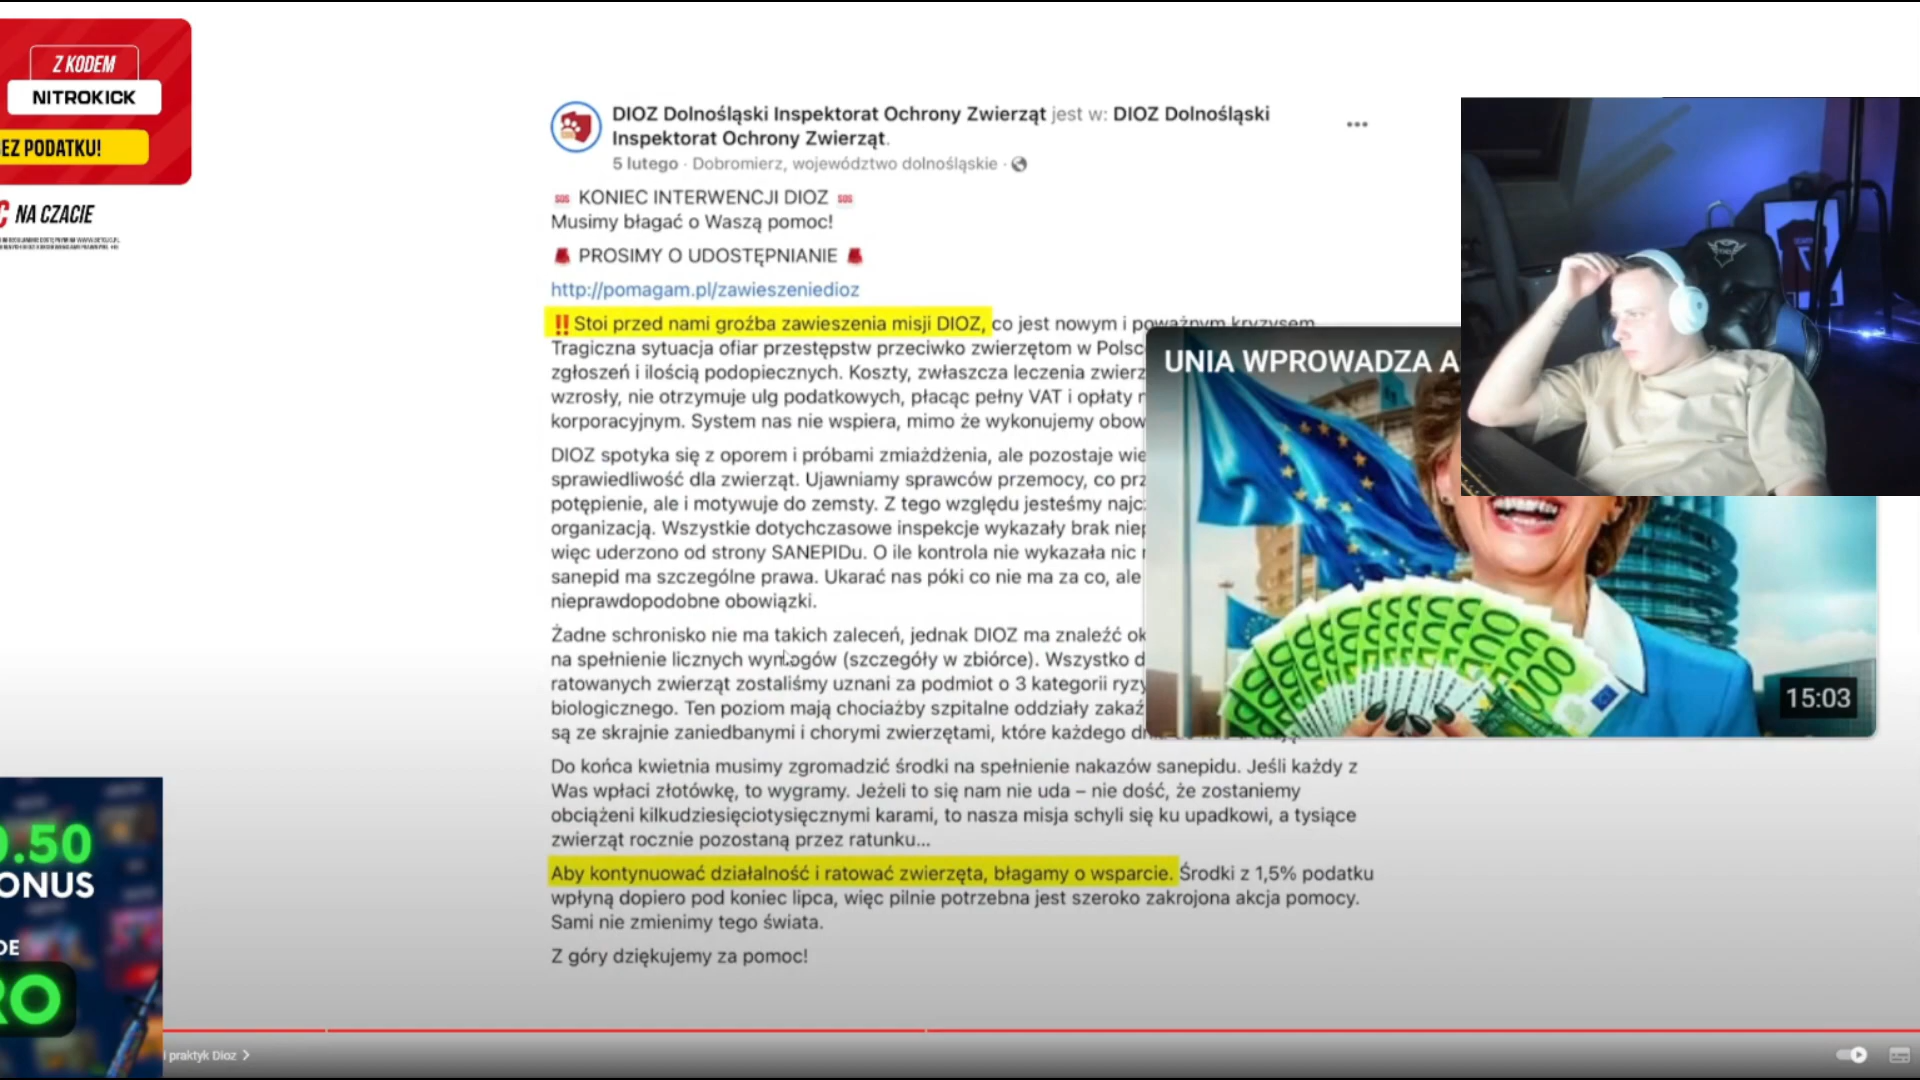 Z KODEM
NITROKICK
EZ PODATKU!
NA CZACIE
DIOZ Dolnośląski Inspektorat Ochrony Zwierząt jest w: DIOZ Dolnośląski
Inspektorat Ochrony Zwierząt.
5 lutego · Dobromierz, województwo dolnośląskie ·
🆘 KONIEC INTERWENCJI DIOZ 🆘
Musimy błagać o Waszą pomoc!
PROSIMY O UDOSTĘPNIANIE
http://pomagam.pl/zawieszeniedioz
‼️Stoi przed nami groźba zawieszenia misji DIOZ, co jest nowym i poważnym kryzysem.
Tragiczna sytuacja ofiar przestępstw przeciwko zwierzętom w Polsc
zgłoszeń i ilością podopiecznych. Koszty, zwłaszcza leczenia zwierz
wzrosły, nie otrzymuje ulg podatkowych, płacąc pełny VAT i opłaty
korporacyjnym. System nas nie wspiera, mimo że wykonujemy obow
DIOZ spotyka się z oporem i próbami zmiażdżenia, ale pozostaje wie
sprawiedliwość dla zwierząt. Ujawniamy sprawców przemocy, co prz
potępienie, ale i motywuje do zemsty. Z tego względu jesteśmy najc
organizacją. Wszystkie dotychczasowe inspekcje wykazały brak niep
więc uderzono od strony SANEPIDu. O ile kontrola nie wykazała nic
sanepid ma szczególne prawa. Ukarać nas póki co nie ma za co, ale
nieprawdopodobne obowiązki.
Żadne schronisko nie ma takich zaleceń, jednak DIOZ ma znaleźć ok
na spełnienie licznych wymogów (szczegóły w zbiórce). Wszystko d
ratowanych zwierząt zostaliśmy uznani za podmiot o 3 kategorii ryzy
biologicznego. Ten poziom mają chociażby szpitalne oddziały zakaź
są ze skrajnie zaniedbanymi i chorymi zwierzętami, które każdego
Do końca kwietnia musimy zgromadzić środki na spełnienie nakazów sanepidu. Jeśli każdy z
Was wpłaci złotówkę, to wygramy. Jeżeli to się nam nie uda – nie dość, że zostaniemy
obciążeni kilkudziesięciotysięcznymi karami, to nasza misja schyli się ku upadkowi, a tysiące
zwierząt rocznie pozostaną przez ratunku...
Aby kontynuować działalność i ratować zwierzęta, błagamy o wsparcie. Środki z 1,5% podatku
wpłyną dopiero pod koniec lipca, więc pilnie potrzebna jest szeroko zakrojona akcja pomocy.
Sami nie zmienimy tego świata.
Z góry dziękujemy za pomoc!
UNIA WPROWADZA A
15:03
0.50
ONUS
DE
RO
i praktyk Dioz >